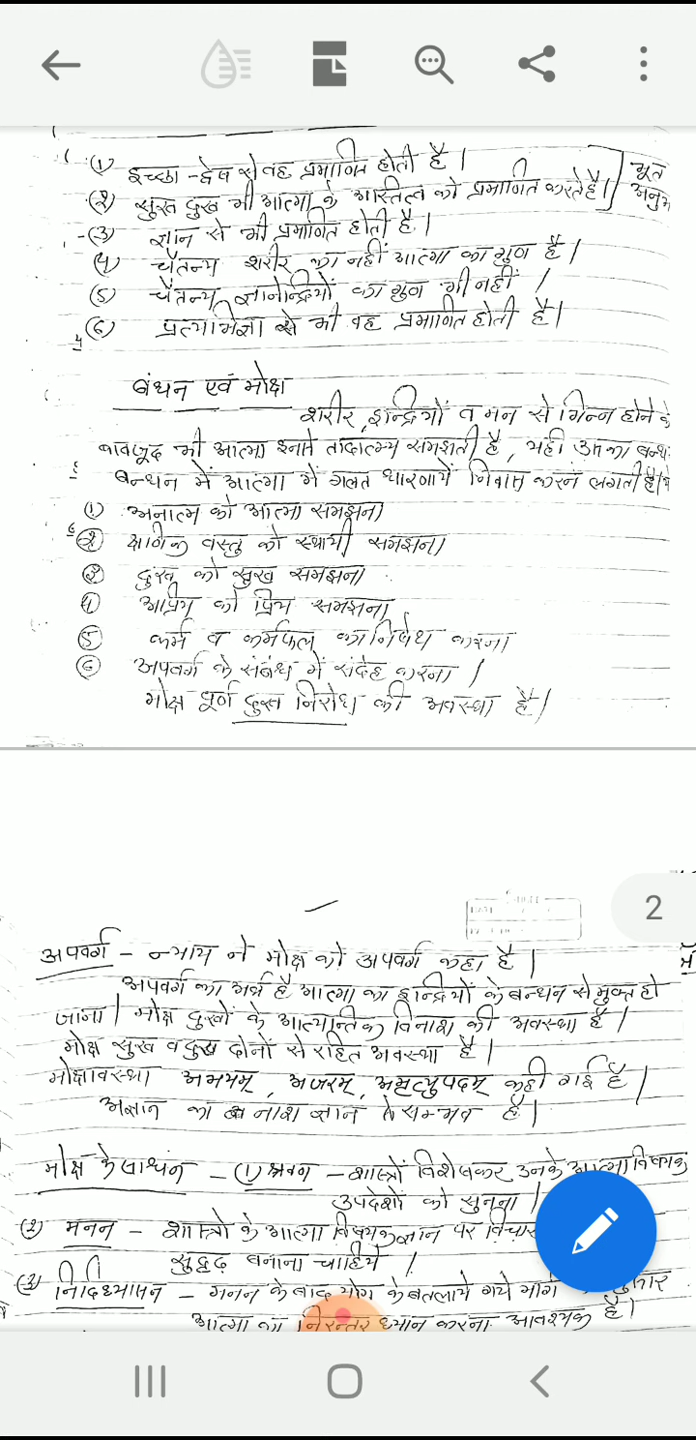 (1) इच्छा-द्वेष से वह प्रमाणित होती है।
(2) सुख दुख भी आत्मा के अस्तित्व को प्रमाणित करते है।
(3) ज्ञान से भी प्रमाणित होती है।
(4) चैतन्य शरीर का नहीं आत्मा का गुण है।
(5) चैतन्य ज्ञानेन्द्रियों का गुण भी नहीं।
(6) प्रत्याभिज्ञा से भी वह प्रमाणित होती है।
बंधन एवं मोक्ष
शरीर, इन्द्रियों व मन से भिन्न होने के
बावजूद भी आत्मा इनसे तादात्म्य समझती है, यही उसका बन्ध
बन्धन में आत्मा में गलत धारणायें निवास करने लगती है।
(1) अनात्म को आत्मा समझना
(2) क्षणिक वस्तु को स्थायी समझना
(3) दुःख को सुख समझना
(4) अप्रिय को प्रिय समझना
(5) कर्म व कर्मफल का निषेध करना
(6) अपवर्ग के संबंध में संदेह करना।
मोक्ष पूर्ण दुख निरोध की अवस्था है।
2
अपवर्ग - न्याय ने मोक्ष को अपवर्ग कहा है।
अपवर्ग का अर्थ है आत्मा का इन्द्रियों के बन्धन से मुक्त हो
जाना। मोक्ष दुखों के आत्यान्तिक विनाश की अवस्था है।
मोक्ष सुख व दुख दोनों से रहित अवस्था है।
मोक्षावस्था अभयम्, अजरम्, अमृत्युपदम् कही गई है।
अज्ञान का नाश ज्ञान से सम्भव है।
मोक्ष के साधन - (1) श्रवण - शास्त्रों विशेषकर उनके आत्मा विषयक
उपदेशों को सुनना।
(2) मनन - शास्त्रो के आत्मा विषयक ज्ञान पर विचार
सुदृढ़ बनाना चाहिये।
(3) निदिध्यासन - मनन के बाद योग के बतलाये गये मार्ग
आत्मा का निरन्तर ध्यान करना आवश्यक है।